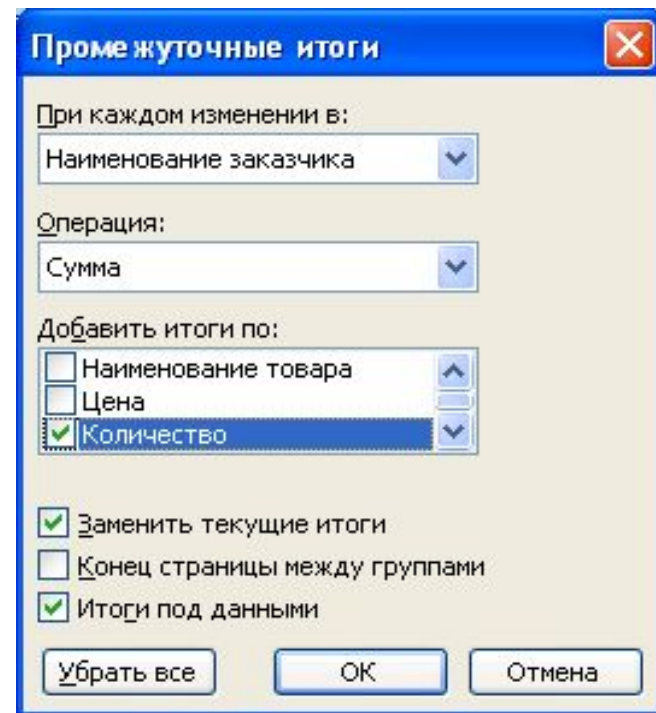 Промежуточные итоги
При каждом изменении в:
Наименование заказчика
Операция:
Сумма
Добавить итоги по:
Наименование товара
Цена
Количество
Заменить текущие итоги
Конец страницы между группами
Итоги под данными
Убрать все ОК Отмена